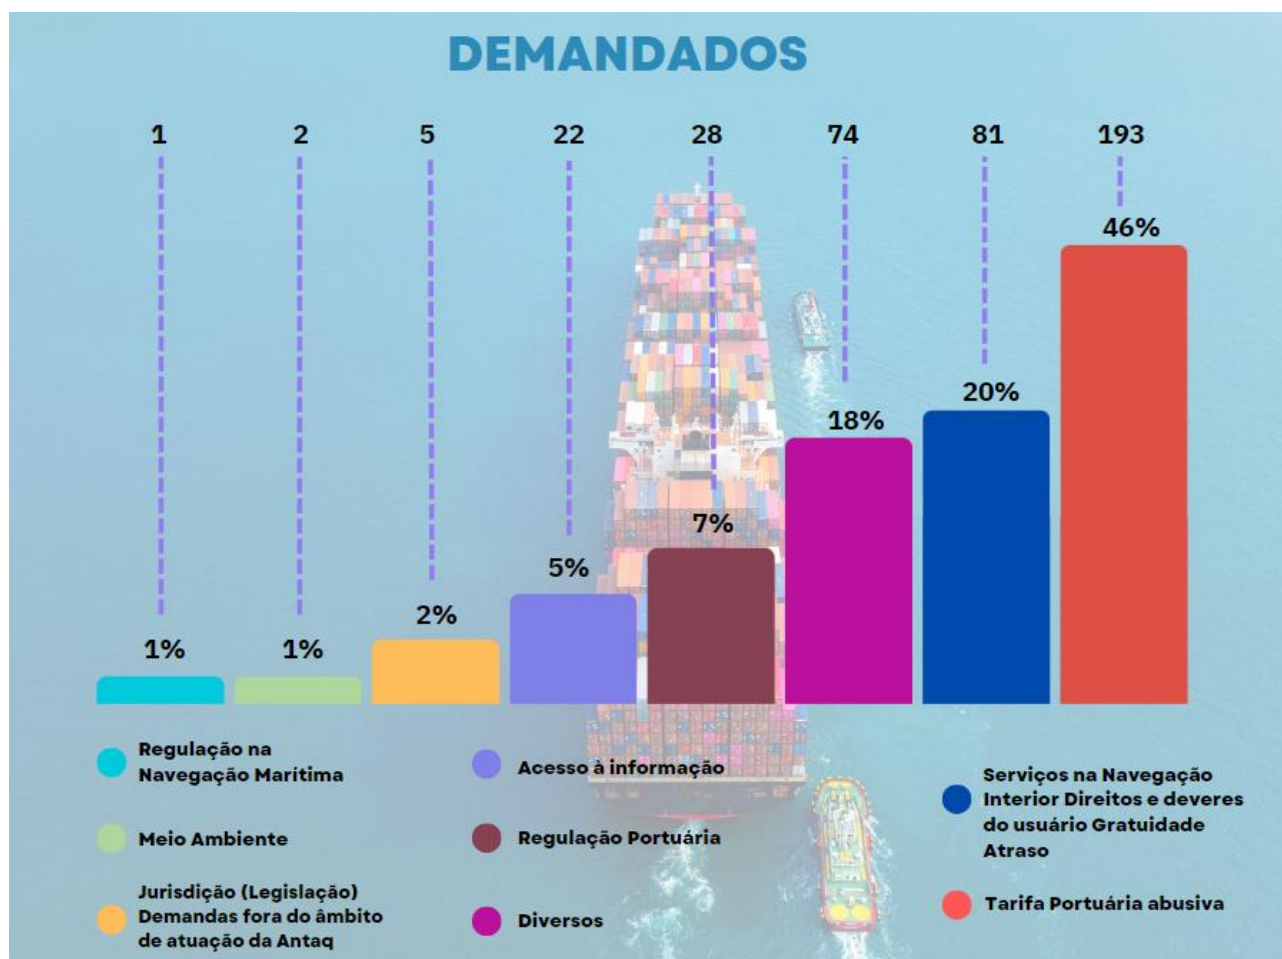 DEMANDADOS
1 2 5 22 28 74 81 193
46%
20%
18%
7%
5%
2%
1% 1%
Regulação na
Navegação Marítima
Meio Ambiente
Jurisdição (Legislação)
Demandas fora do âmbito
de atuação da Antaq
Acesso à informação
Regulação Portuária
Diversos
Serviços na Navegação
Interior Direitos e deveres
do usuário Gratuidade
Atraso
Tarifa Portuária abusiva